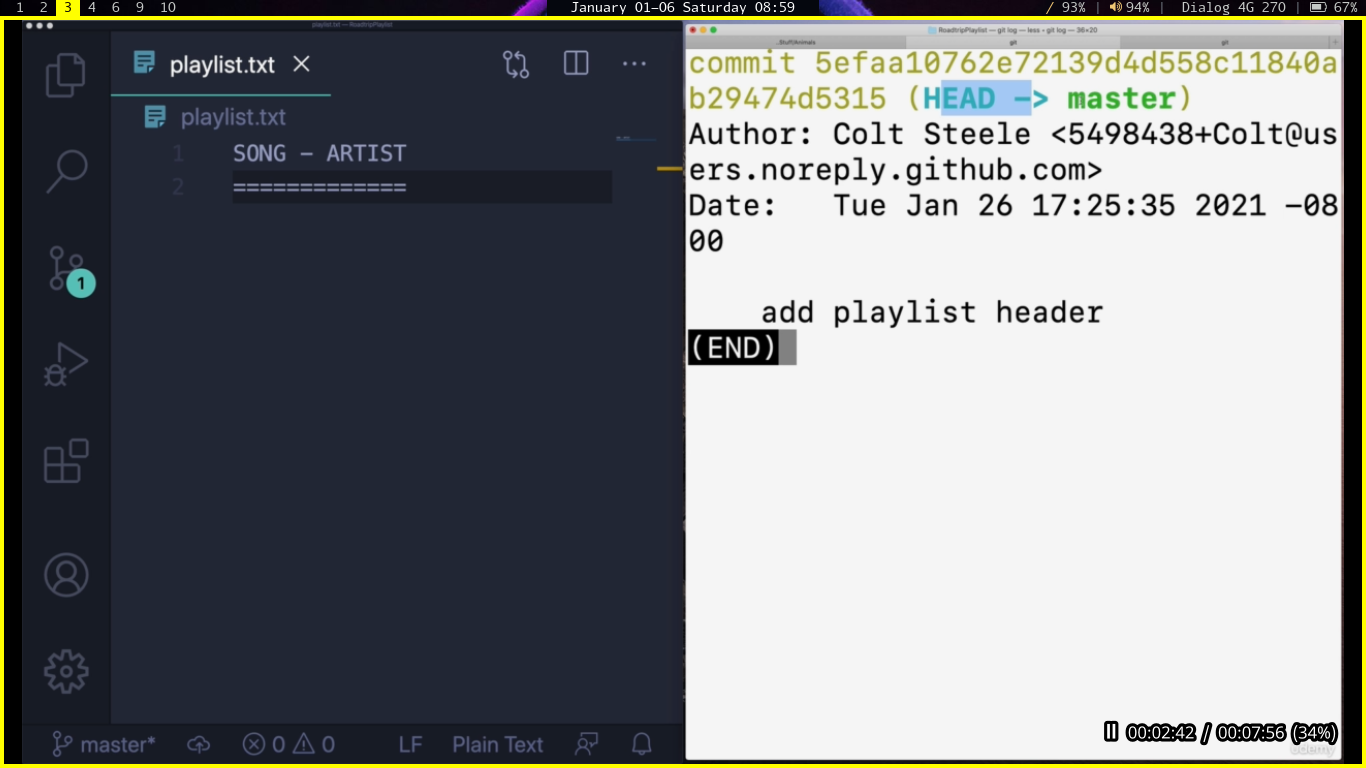 1 2 3 4 6 9 10
January 01-06 Saturday 08:59
/ 93% | 94% | Dialog 4G 270 | 67%
playlist.txt — RoadtripPlaylist
playlist.txt
playlist.txt
1 SONG – ARTIST
2 =============
1
master*
0 0
LF
Plain Text
RoadtripPlaylist — git log — less ‹ git log — 36×20
..Stuff/Animals
git
git
commit 5efaa10762e72139d4d558c11840a
b29474d5315 (HEAD -> master)
Author: Colt Steele <5498438+Colt@us
ers.noreply.github.com>
Date: Tue Jan 26 17:25:35 2021 -08
00
add playlist header
(END)
00:02:42 / 00:07:56 (34%)
udemy